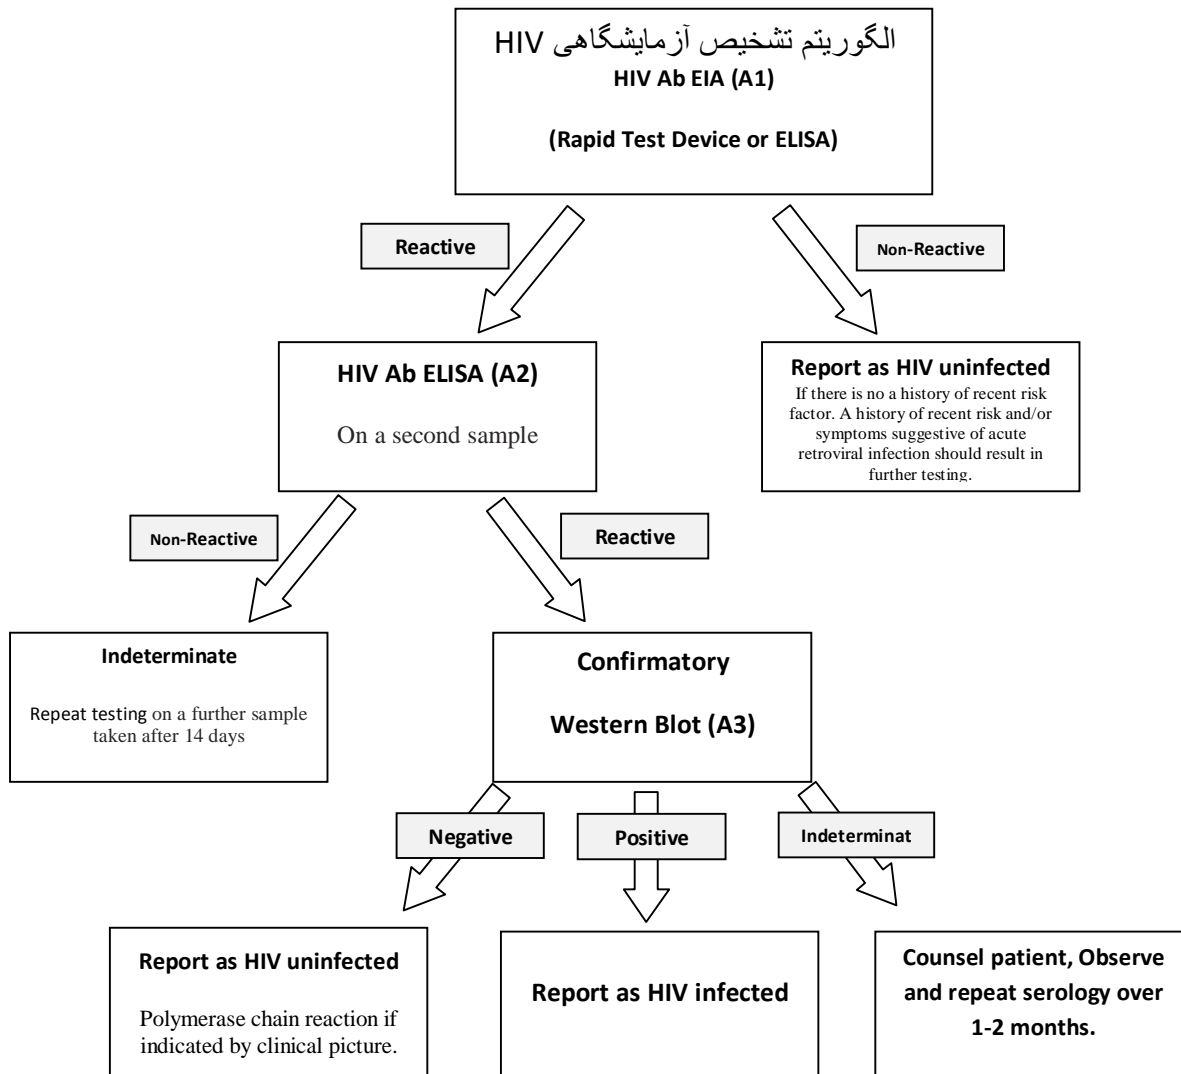 الگوریتم تشخیص آزمایشگاهی HIV
HIV Ab EIA (A1)
(Rapid Test Device or ELISA)
Reactive
Non-Reactive
HIV Ab ELISA (A2)
On a second sample
Report as HIV uninfected
If there is no a history of recent risk
factor. A history of recent risk and/or
symptoms suggestive of acute
retroviral infection should result in
further testing.
Non-Reactive
Reactive
Indeterminate
Repeat testing on a further sample
taken after 14 days
Confirmatory
Western Blot (A3)
Negative
Positive
Indeterminat
Report as HIV uninfected
Polymerase chain reaction if
indicated by clinical picture.
Report as HIV infected
Counsel patient, Observe
and repeat serology over
1-2 months.